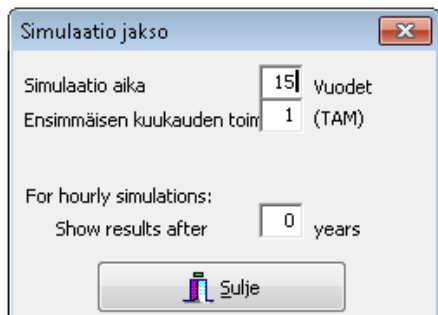 Simulaatio jakso
Simulaatio aika 15 Vuodet
Ensimmäisen kuukauden toim 1 (TAM)
For hourly simulations:
Show results after 0 years
Sulje